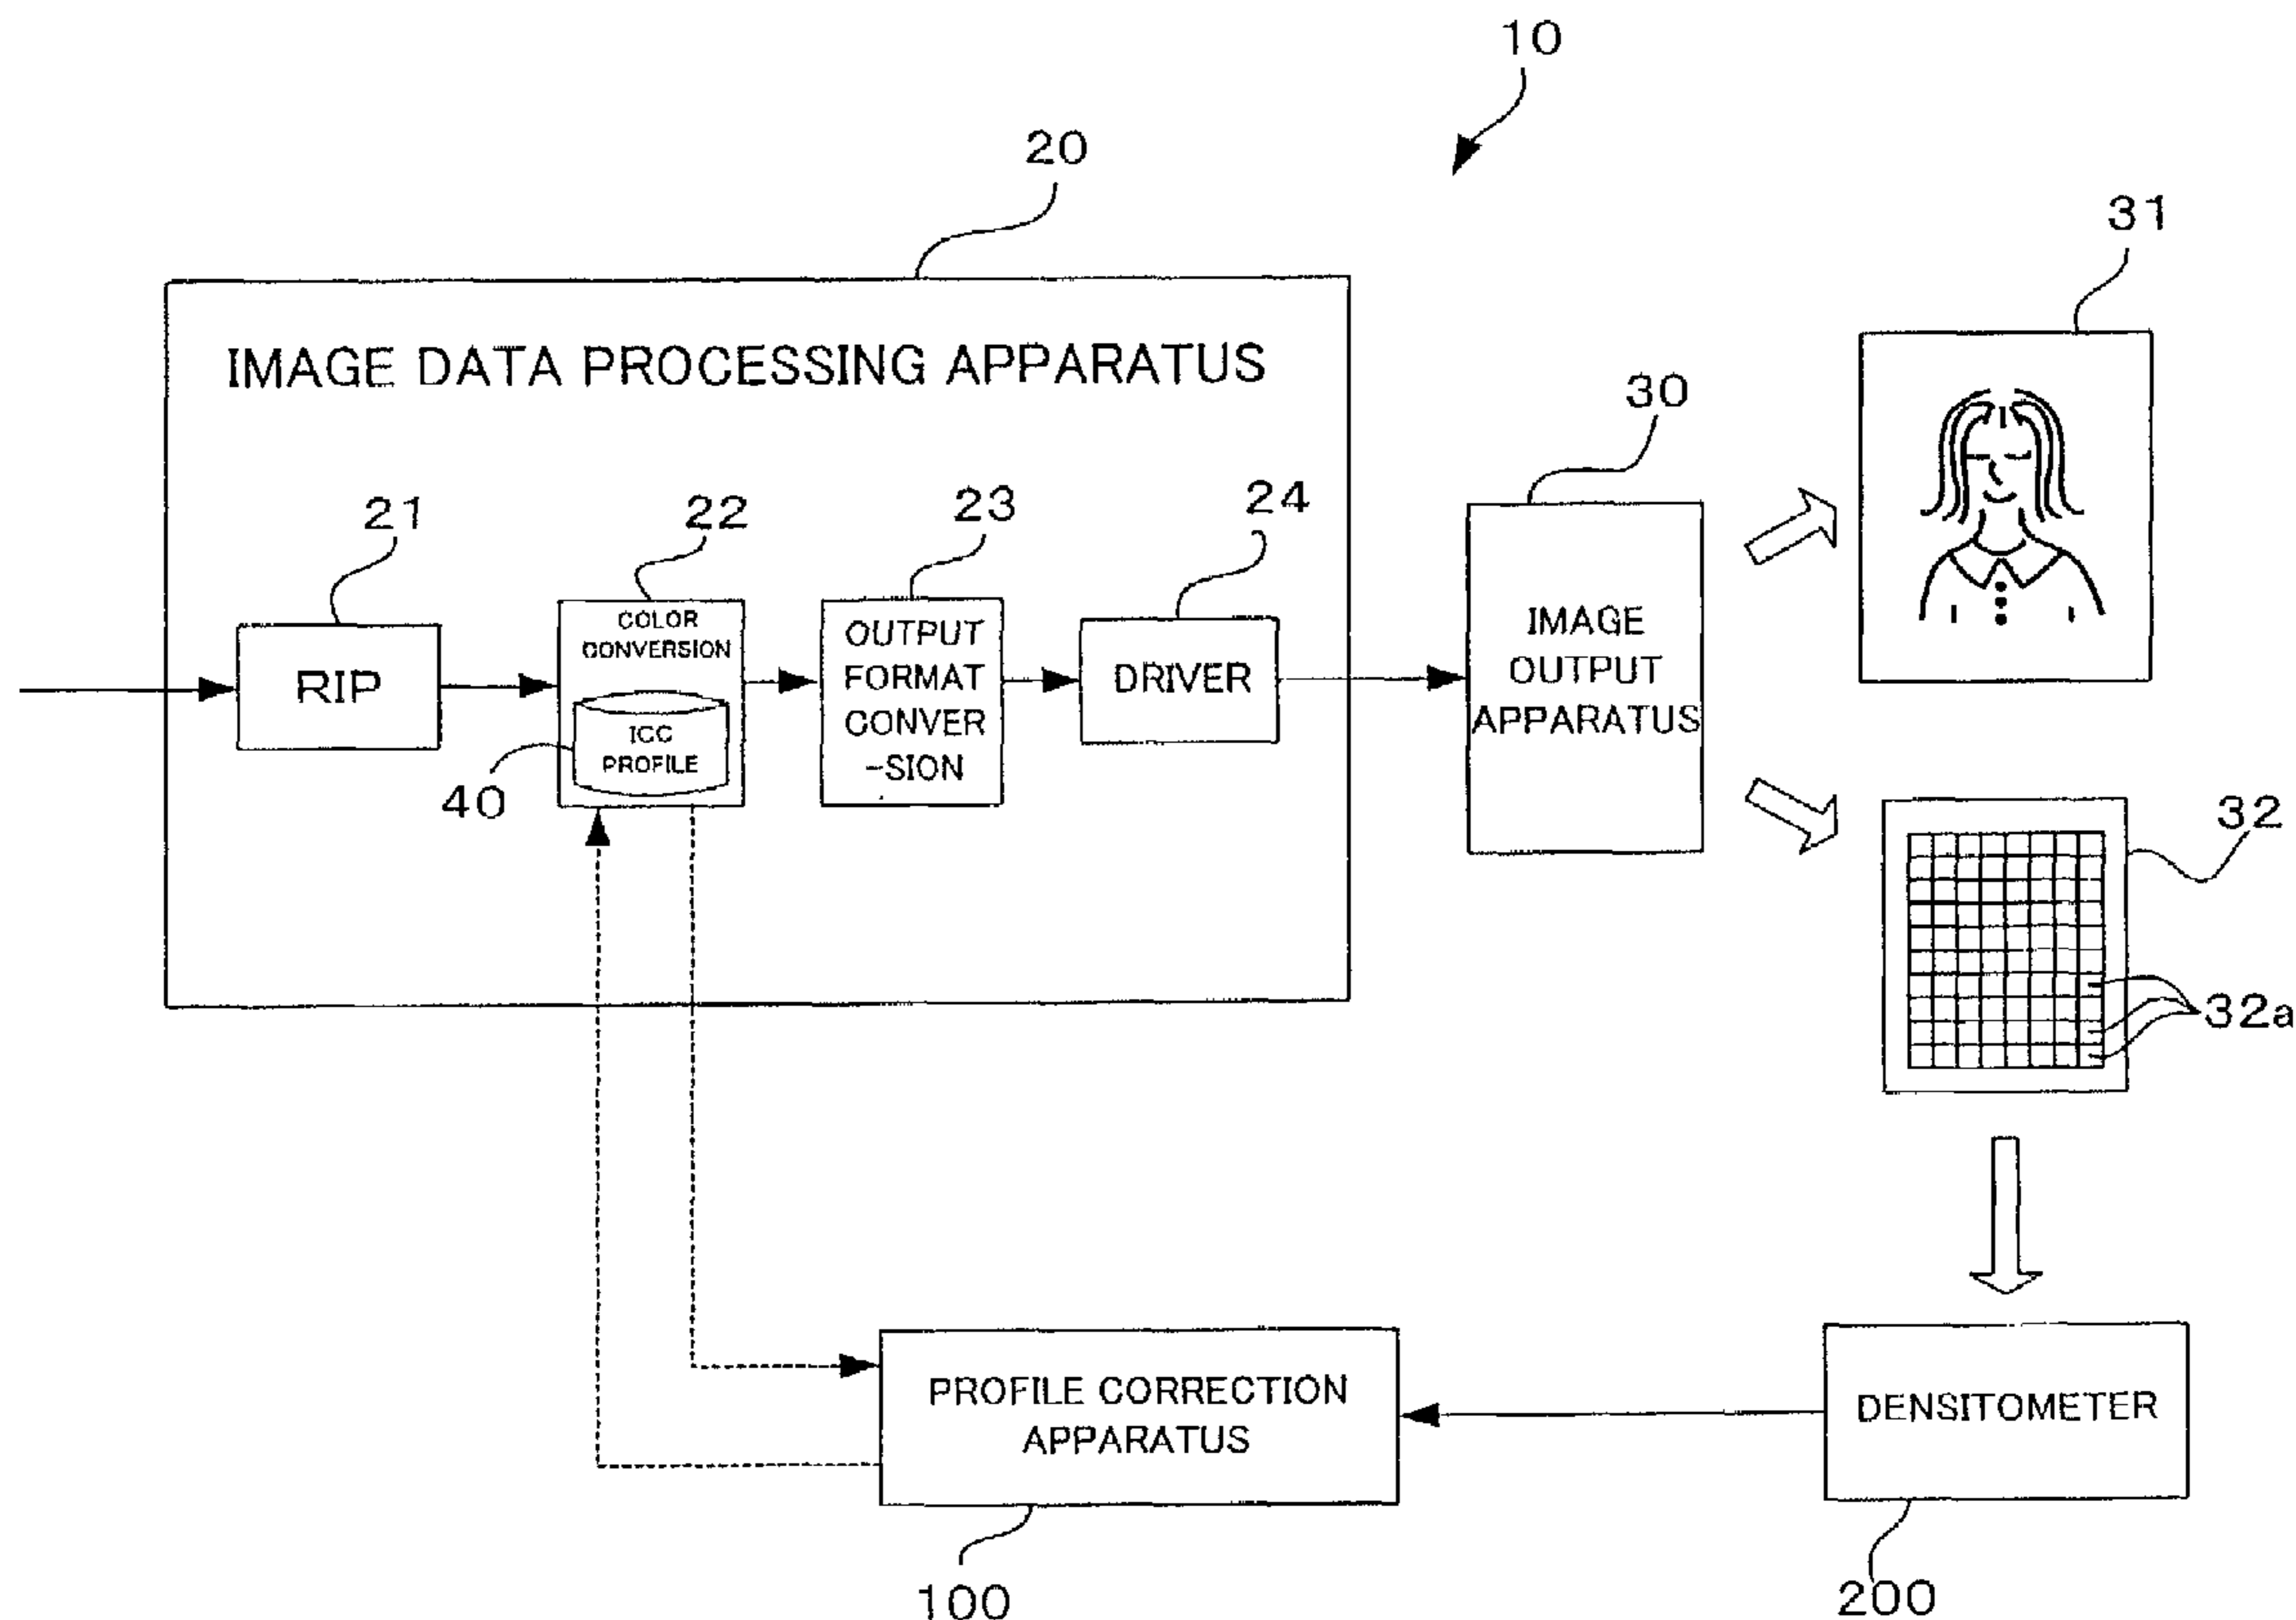 10
20
31
IMAGE DATA PROCESSING APPARATUS
30
21
22
23
24
COLOR
CONVERSION
OUTPUT
FORMAT
CONVER
-SION
RIP
DRIVER
ICC
PROFILE
40
IMAGE
OUTPUT
APPARATUS
32
32a
PROFILE CORRECTION
APPARATUS
DENSITOMETER
100
200